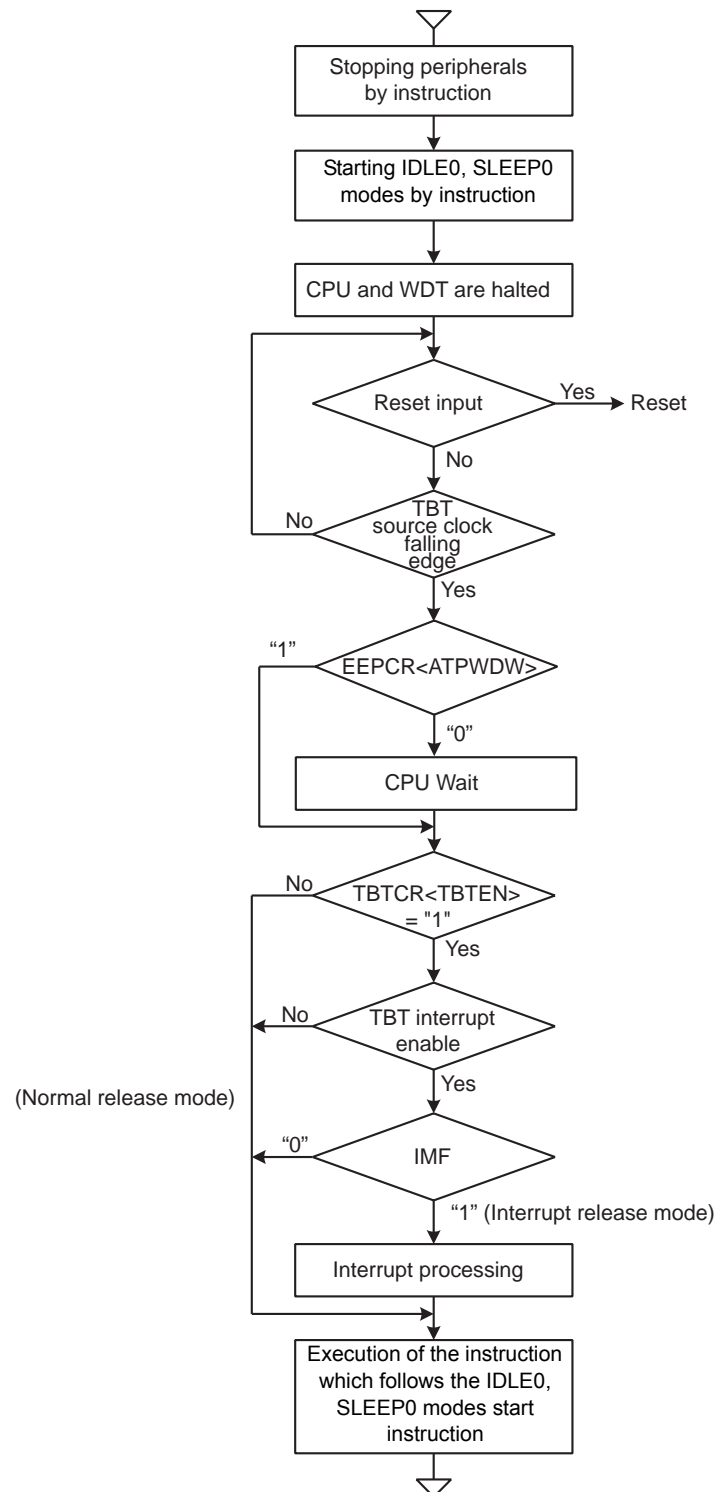 Stopping peripherals
by instruction
Starting IDLE0, SLEEP0
modes by instruction
CPU and WDT are halted
Reset input
Yes
Reset
No
No
TBT
source clock
falling
edge
Yes
“1”
EEPCR<ATPWDW>
“0”
CPU Wait
No
TBTCR<TBTEN>
= "1"
Yes
No
TBT interrupt
enable
Yes
(Normal release mode)
“0”
IMF
“1” (Interrupt release mode)
Interrupt processing
Execution of the instruction
which follows the IDLE0,
SLEEP0 modes start
instruction